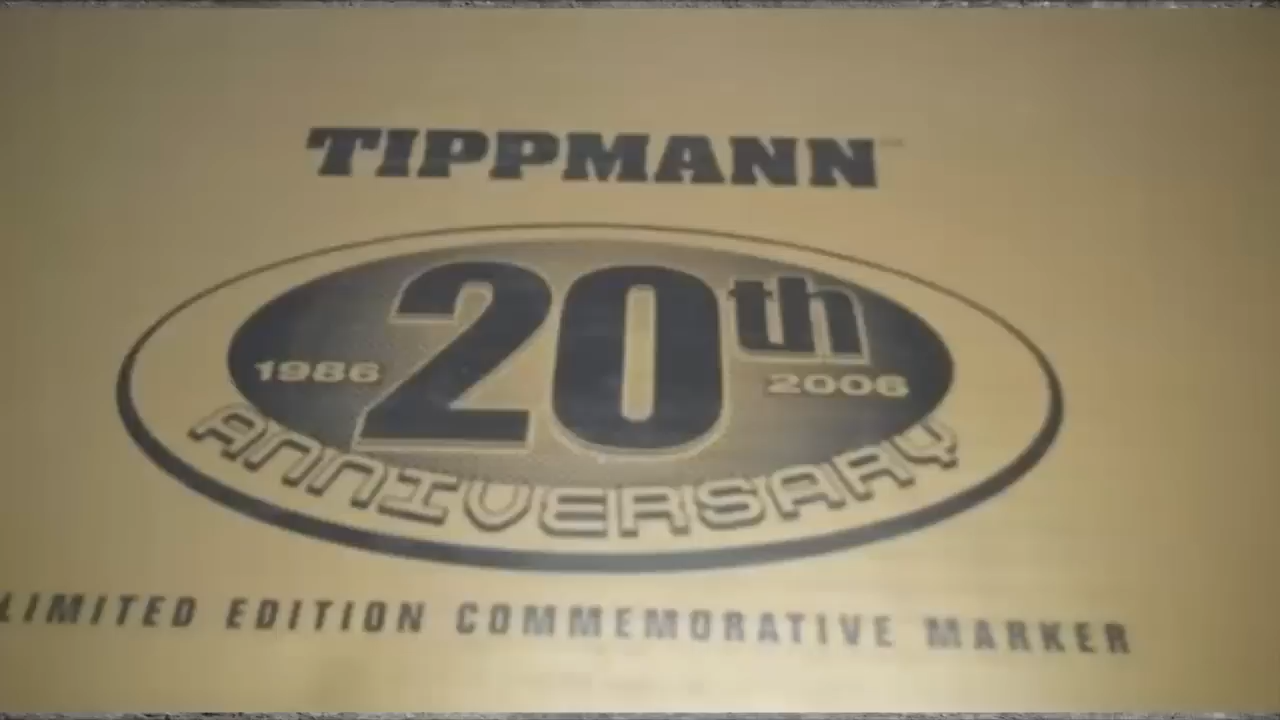 TIPPMANN
20th
1986
2006
ANNIVERSARY
LIMITED EDITION COMMEMORATIVE MARKER